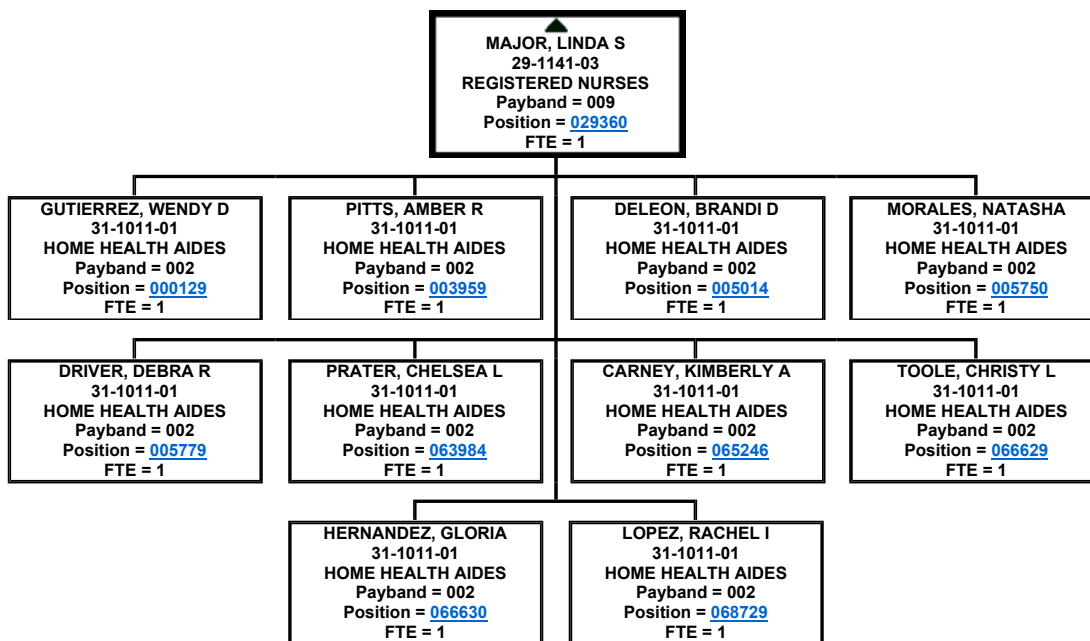 MAJOR, LINDA S
29-1141-03
REGISTERED NURSES
Payband = 009
Position = 029360
FTE = 1
GUTIERREZ, WENDY D
31-1011-01
HOME HEALTH AIDES
Payband = 002
Position = 000129
FTE = 1
PITTS, AMBER R
31-1011-01
HOME HEALTH AIDES
Payband = 002
Position = 003959
FTE = 1
DELEON, BRANDI D
31-1011-01
HOME HEALTH AIDES
Payband = 002
Position = 005014
FTE = 1
MORALES, NATASHA
31-1011-01
HOME HEALTH AIDES
Payband = 002
Position = 005750
FTE = 1
DRIVER, DEBRA R
31-1011-01
HOME HEALTH AIDES
Payband = 002
Position = 005779
FTE = 1
PRATER, CHELSEA L
31-1011-01
HOME HEALTH AIDES
Payband = 002
Position = 063984
FTE = 1
CARNEY, KIMBERLY A
31-1011-01
HOME HEALTH AIDES
Payband = 002
Position = 065246
FTE = 1
TOOLE, CHRISTY L
31-1011-01
HOME HEALTH AIDES
Payband = 002
Position = 066629
FTE = 1
HERNANDEZ, GLORIA
31-1011-01
HOME HEALTH AIDES
Payband = 002
Position = 066630
FTE = 1
LOPEZ, RACHEL I
31-1011-01
HOME HEALTH AIDES
Payband = 002
Position = 068729
FTE = 1